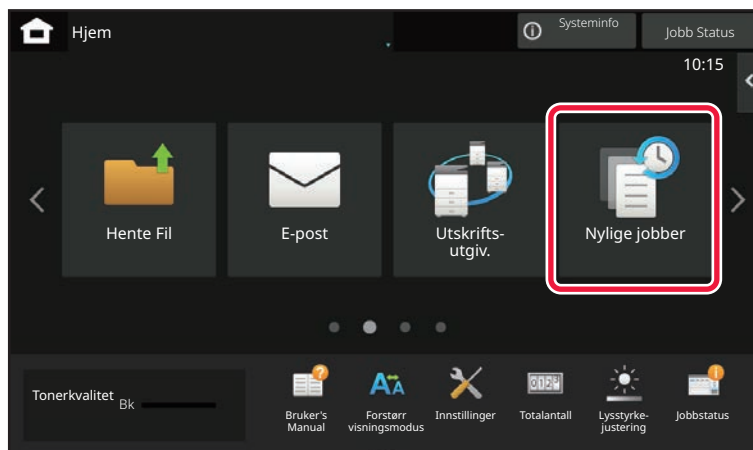 Hjem
Systeminfo
Jobb Status
10:15
Hente Fil
E-post
Utskrifts-
utgiv.
Nylige jobber
Tonerkvalitet
Bk
Bruker's
Manual
Forstørr
visningsmodus
Innstillinger
0123
Totalantall
Lysstyrke-
justering
Jobbstatus